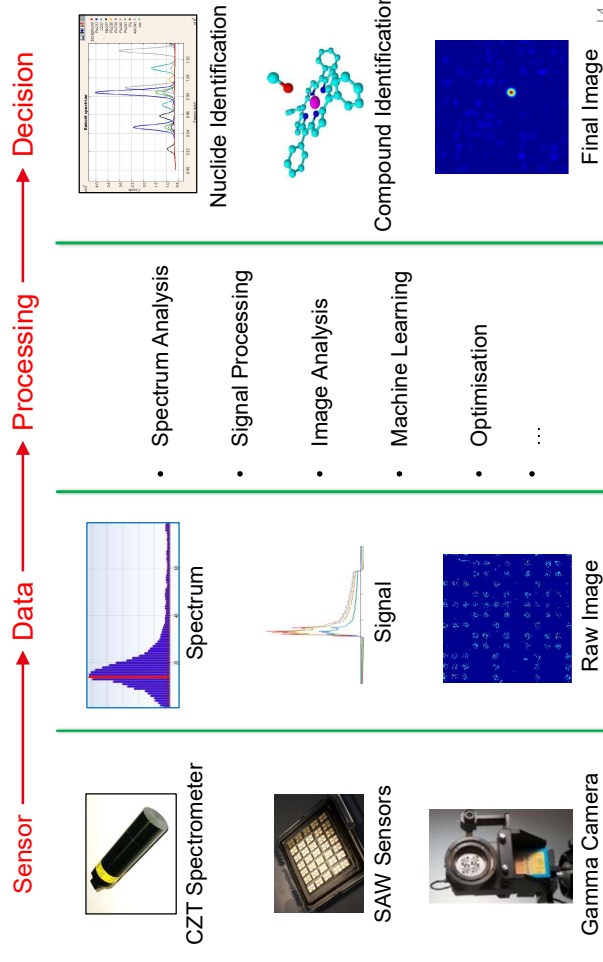 Sensor Data Processing Decision
CZT Spectrometer
SAW Sensors
Gamma Camera
Spectrum
Signal
Raw Image
• Spectrum Analysis
• Signal Processing
• Image Analysis
• Machine Learning
• Optimisation
• …
Nuclide Identification
Compound Identification
Final Image
14